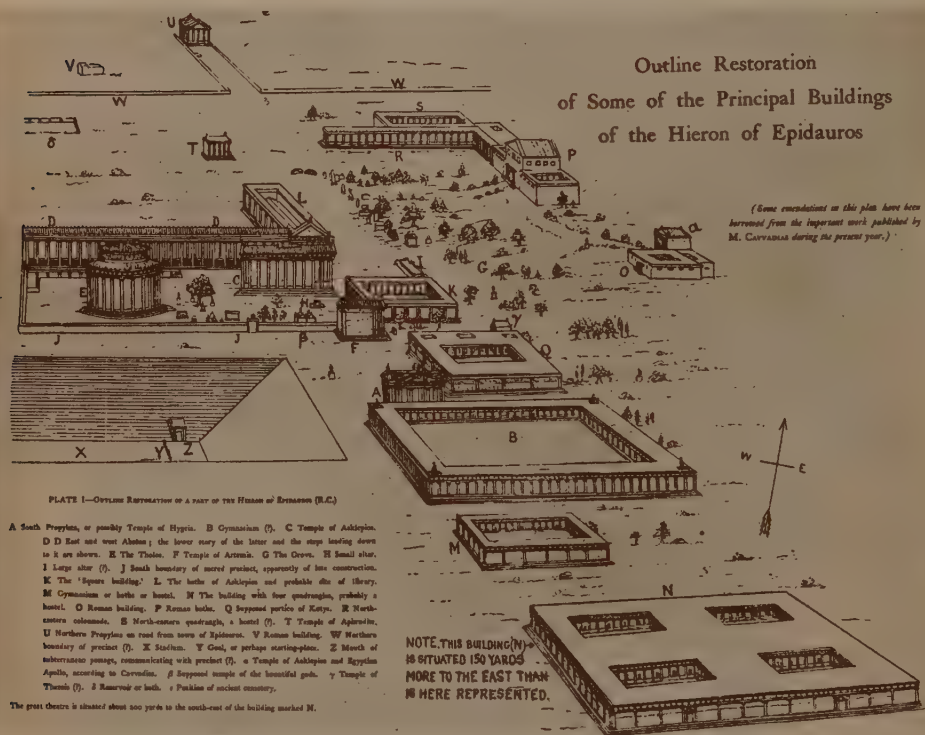 Outline Restoration
of Some of the Principal Buildings
of the Hieron of Epidauros
(Some emendations in this plan have been
borrowed from the important work published by
M. CAVVADIAS during the present year.)
U
V
W
W
S
δ
T
R
P
L
D
D
a
I
G
O
E
C
H
K
J
J
β
F
γ
Q
A
B
X
Y
Z
W
E
M
N
PLATE I—OUTLINE RESTORATION OF A PART OF THE HIERON OF EPIDAUROS (R.C.)
A South Propylæa, or possibly Temple of Hygeia. B Gymnasium (?). C Temple of Asklepios.
D D East and west Abaton; the lower story of the latter and the steps leading down
to it are shown. E The Tholos. F Temple of Artemis. G The Grove. H Small altar.
I Large altar (?). J South boundary of sacred precinct, apparently of late construction.
K The 'Square building.' L The baths of Asklepios and probable site of library.
M Gymnasium or baths or hostel. N The building with four quadrangles, probably a
hostel. O Roman building. P Roman baths. Q Supposed portico of Kotys. R North-
eastern colonnade. S North-eastern quadrangle, a hostel (?). T Temple of Aphrodite.
U Northern Propylæa on road from town of Epidauros. V Roman building. W Northern
boundary of precinct (?). X Stadium. Y Goal, or perhaps starting-place. Z Mouth of
subterranean passage, communicating with precinct (?). α Temple of Asklepios and Egyptian
Apollo, according to Cavvadias. β Supposed temple of the bountiful gods. γ Temple of
Themis (?). δ Reservoir or bath. ε Position of ancient cemetery.
The great theatre is situated about 200 yards to the south-east of the building marked N.
NOTE. THIS BUILDING (N)
IS SITUATED 150 YARDS
MORE TO THE EAST THAN
IS HERE REPRESENTED.